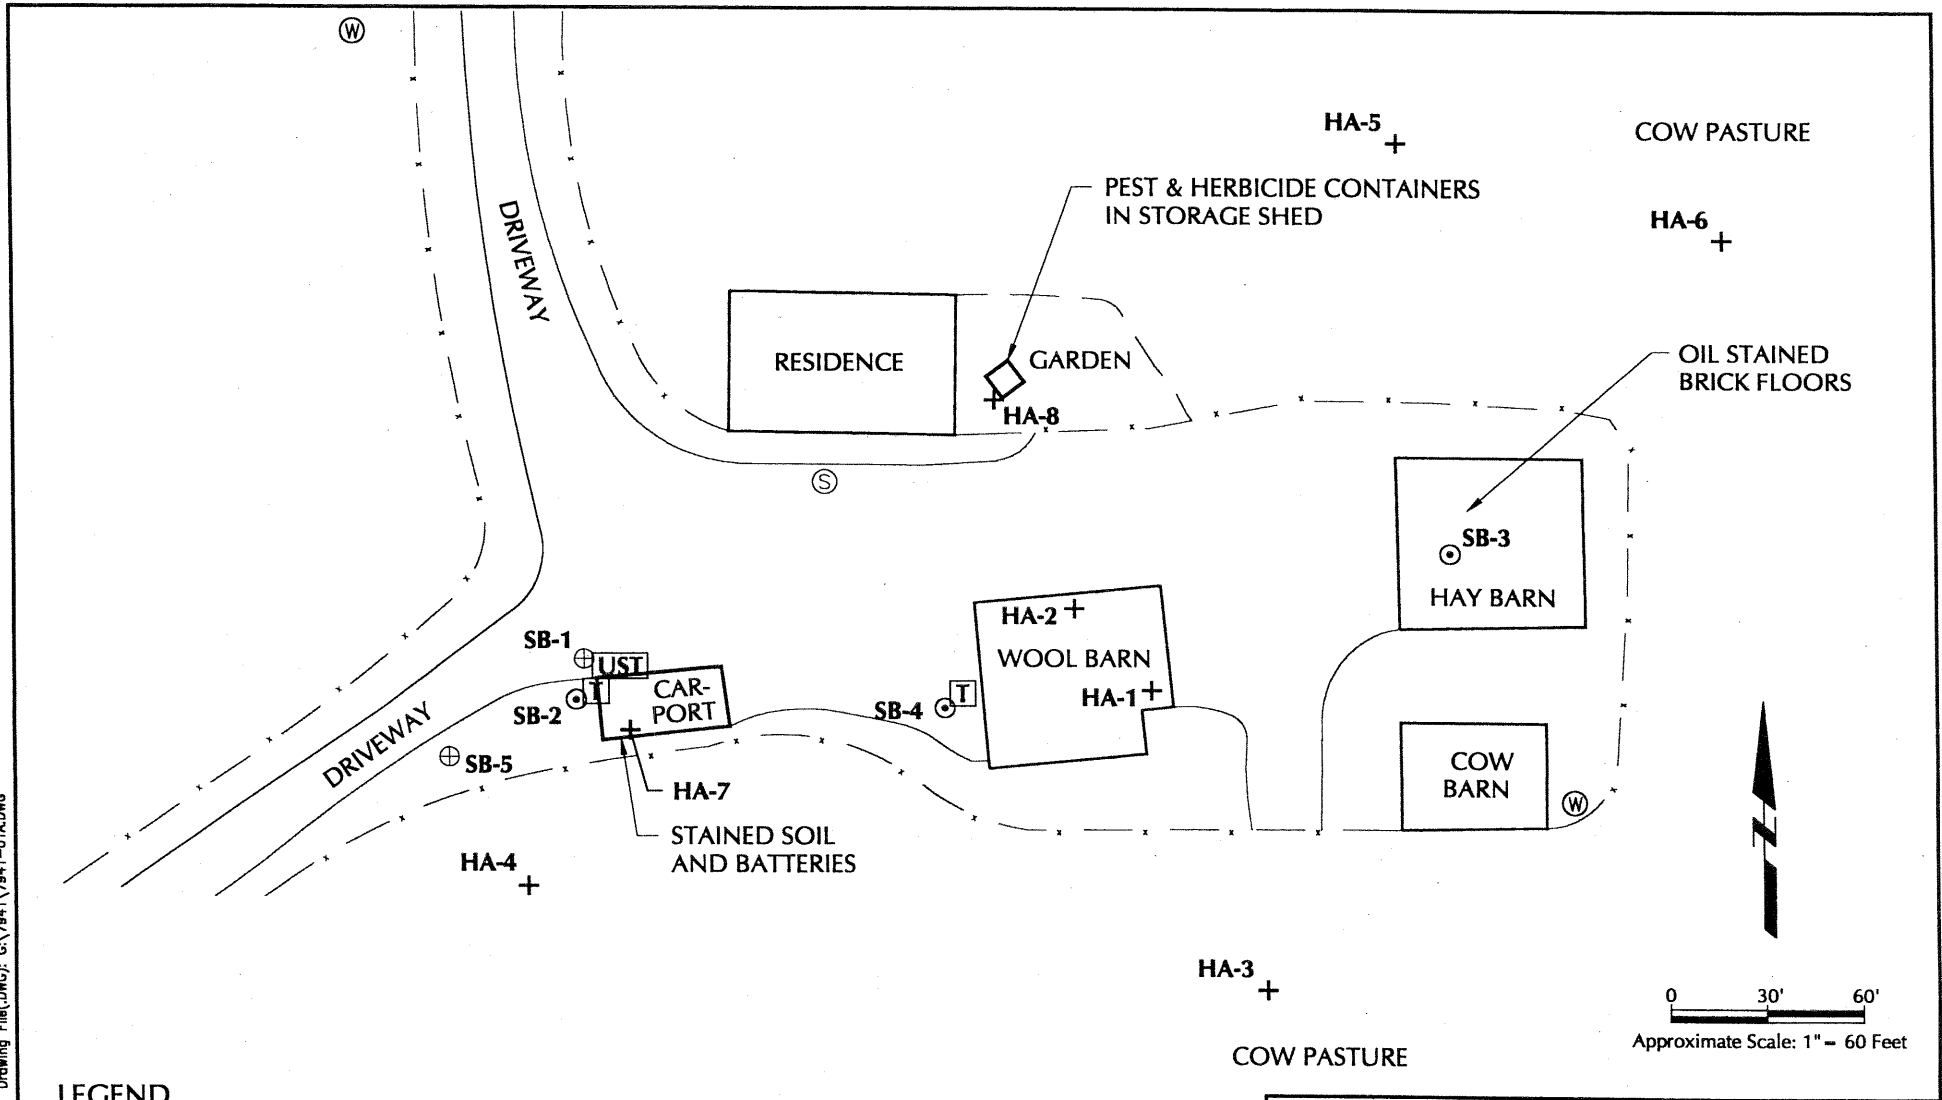 W
HA-5
COW PASTURE
PEST & HERBICIDE CONTAINERS
IN STORAGE SHED
HA-6
DRIVEWAY
RESIDENCE
GARDEN
HA-8
OIL STAINED
BRICK FLOORS
S
SB-3
HAY BARN
HA-2
WOOL BARN
HA-1
SB-1
UST
T
CAR-
PORT
SB-2
SB-4
T
DRIVEWAY
SB-5
COW
BARN
W
HA-7
STAINED SOIL
AND BATTERIES
HA-4
HA-3
0 30' 60'
Approximate Scale: 1" = 60 Feet
COW PASTURE
LEGEND